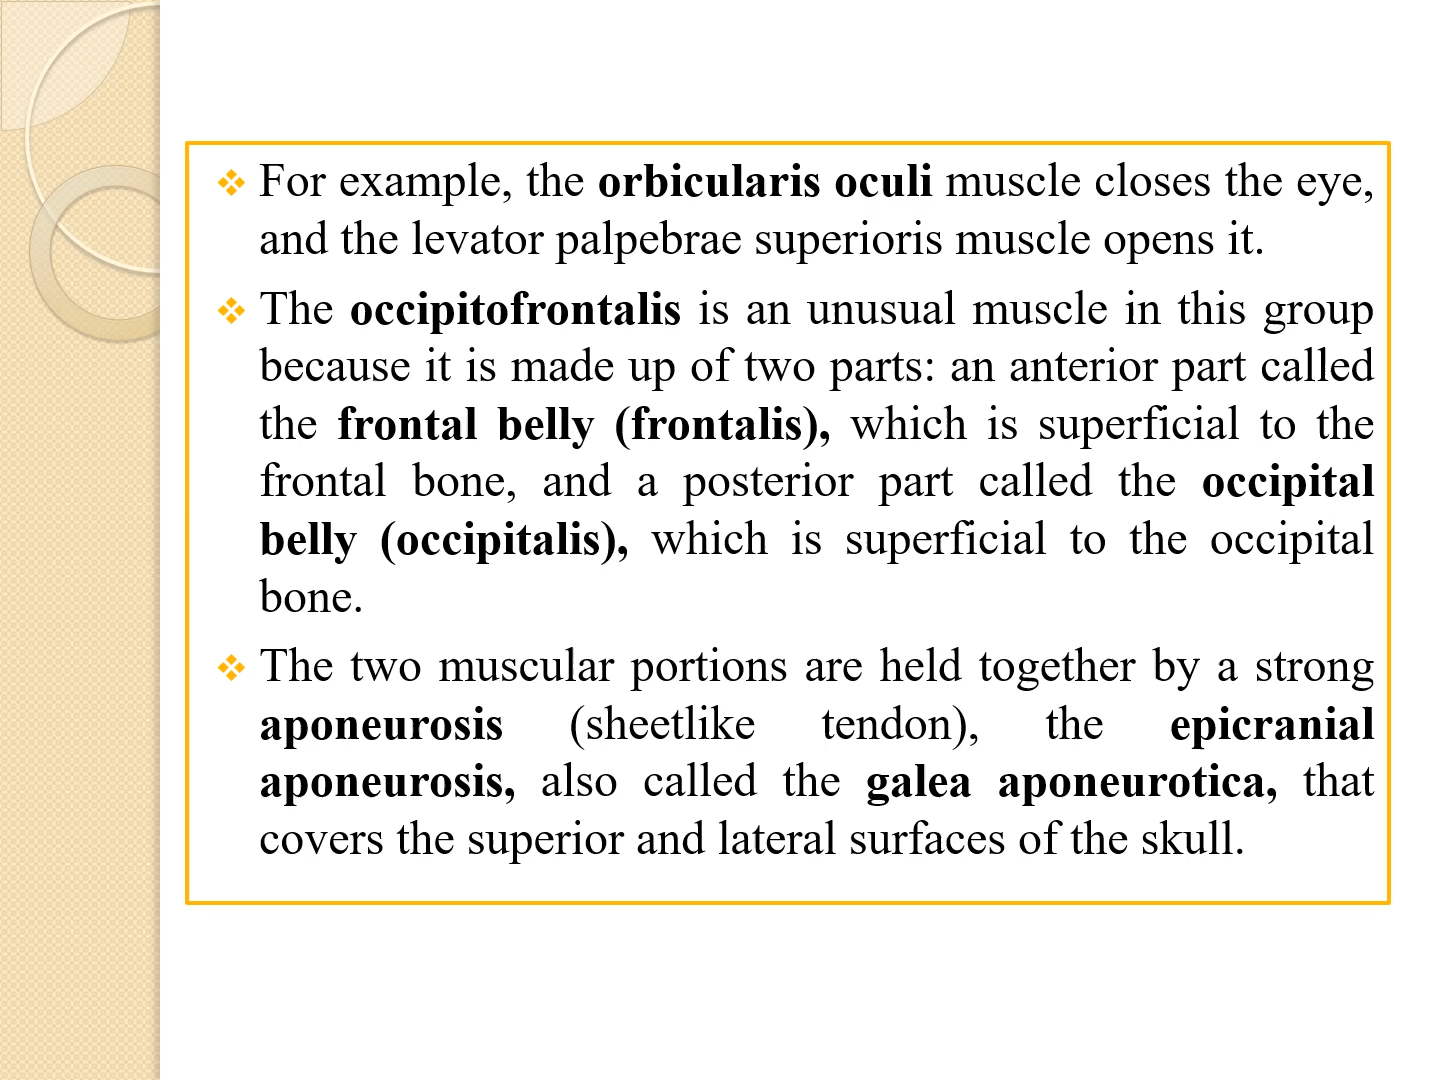 For example, the orbicularis oculi muscle closes the eye,
and the levator palpebrae superioris muscle opens it.
The occipitofrontalis is an unusual muscle in this group
because it is made up of two parts: an anterior part called
the frontal belly (frontalis), which is superficial to the
frontal bone, and a posterior part called the occipital
belly (occipitalis), which is superficial to the occipital
bone.
The two muscular portions are held together by a strong
aponeurosis (sheetlike tendon), the epicranial
aponeurosis, also called the galea aponeurotica, that
covers the superior and lateral surfaces of the skull.